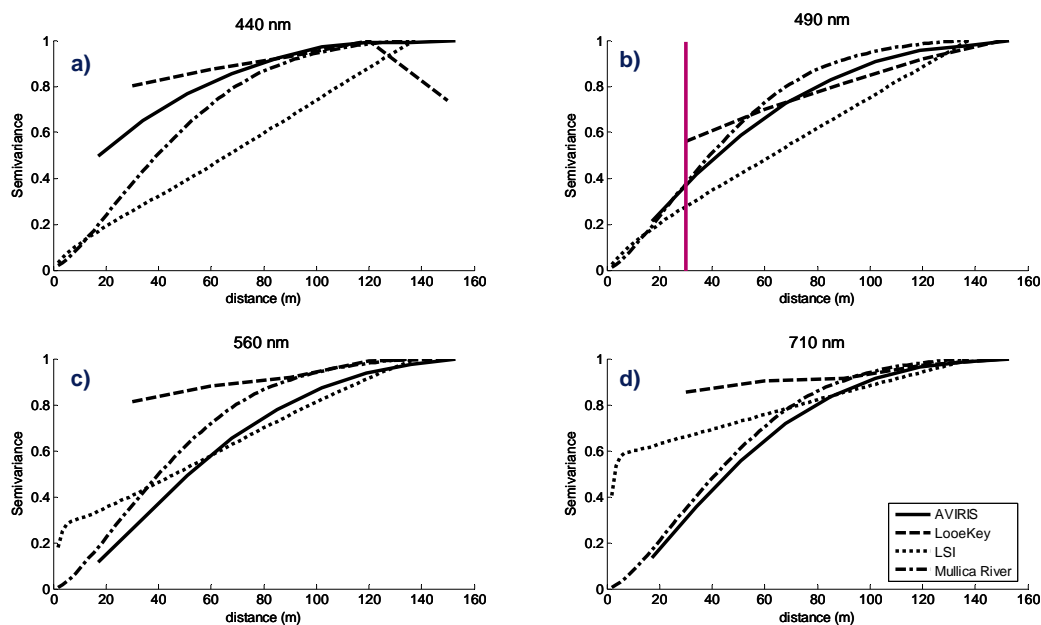 440 nm
a)
1
0.8
0.6
0.4
0.2
0
Semivariance
0 20 40 60 80 100 120 140 160
distance (m)
490 nm
b)
1
0.8
0.6
0.4
0.2
0
Semivariance
0 20 40 60 80 100 120 140 160
distance (m)
560 nm
c)
1
0.8
0.6
0.4
0.2
0
Semivariance
0 20 40 60 80 100 120 140 160
distance (m)
710 nm
d)
1
0.8
0.6
0.4
0.2
0
Semivariance
0 20 40 60 80 100 120 140 160
distance (m)
AVIRIS
LooeKey
LSI
Mullica River